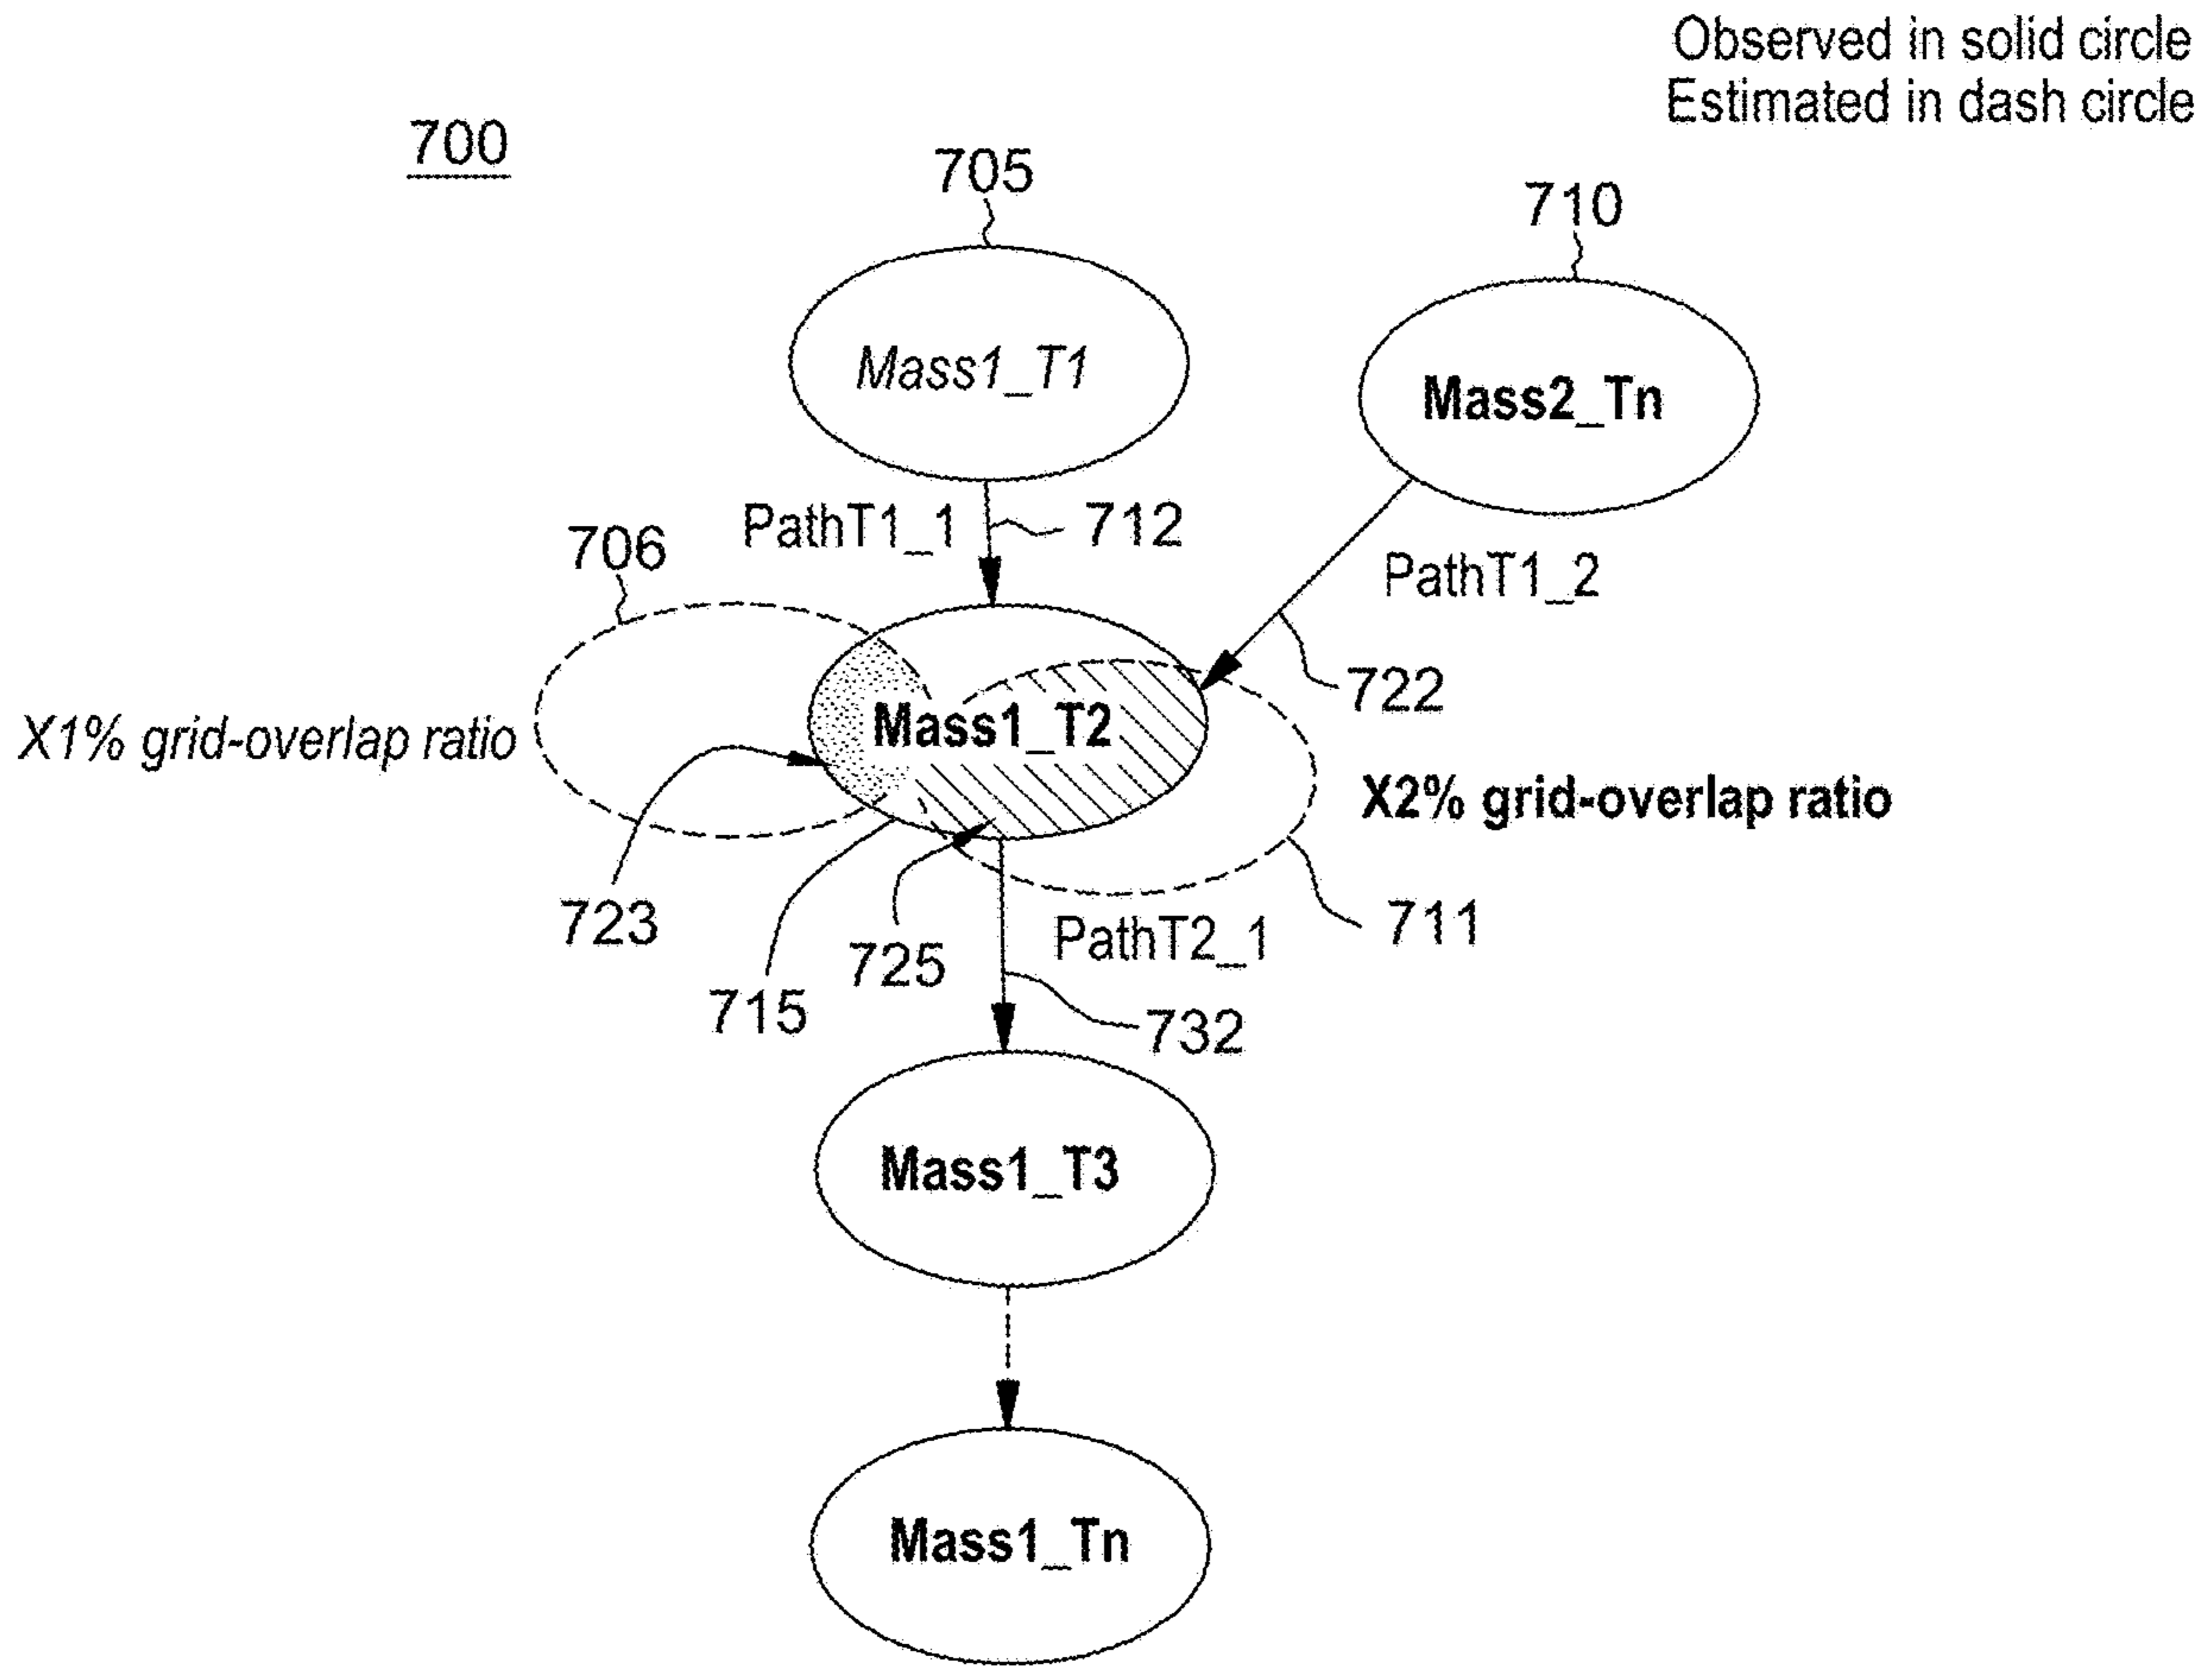 Observed in solid circle
Estimated in dash circle
700
705
710
Mass1_T1
Mass2_Tn
PathT1_1
712
706
PathT1_2
722
Mass1_T2
X1% grid-overlap ratio
X2% grid-overlap ratio
723
711
725
PathT2_1
715
732
Mass1_T3
Mass1_Tn